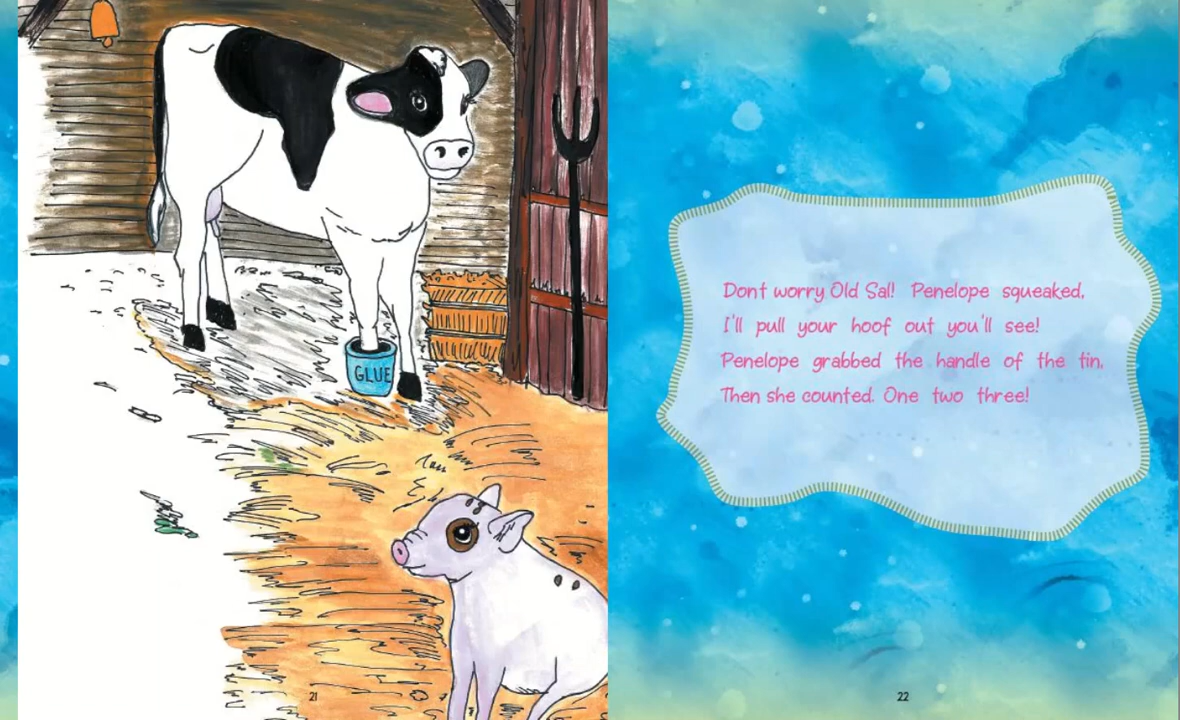 GLUE
21
Dont worry Old Sal! Penelope squeaked,
I'll pull your hoof out you'll see!
Penelope grabbed the handle of the tin,
Then she counted. One two three!
22